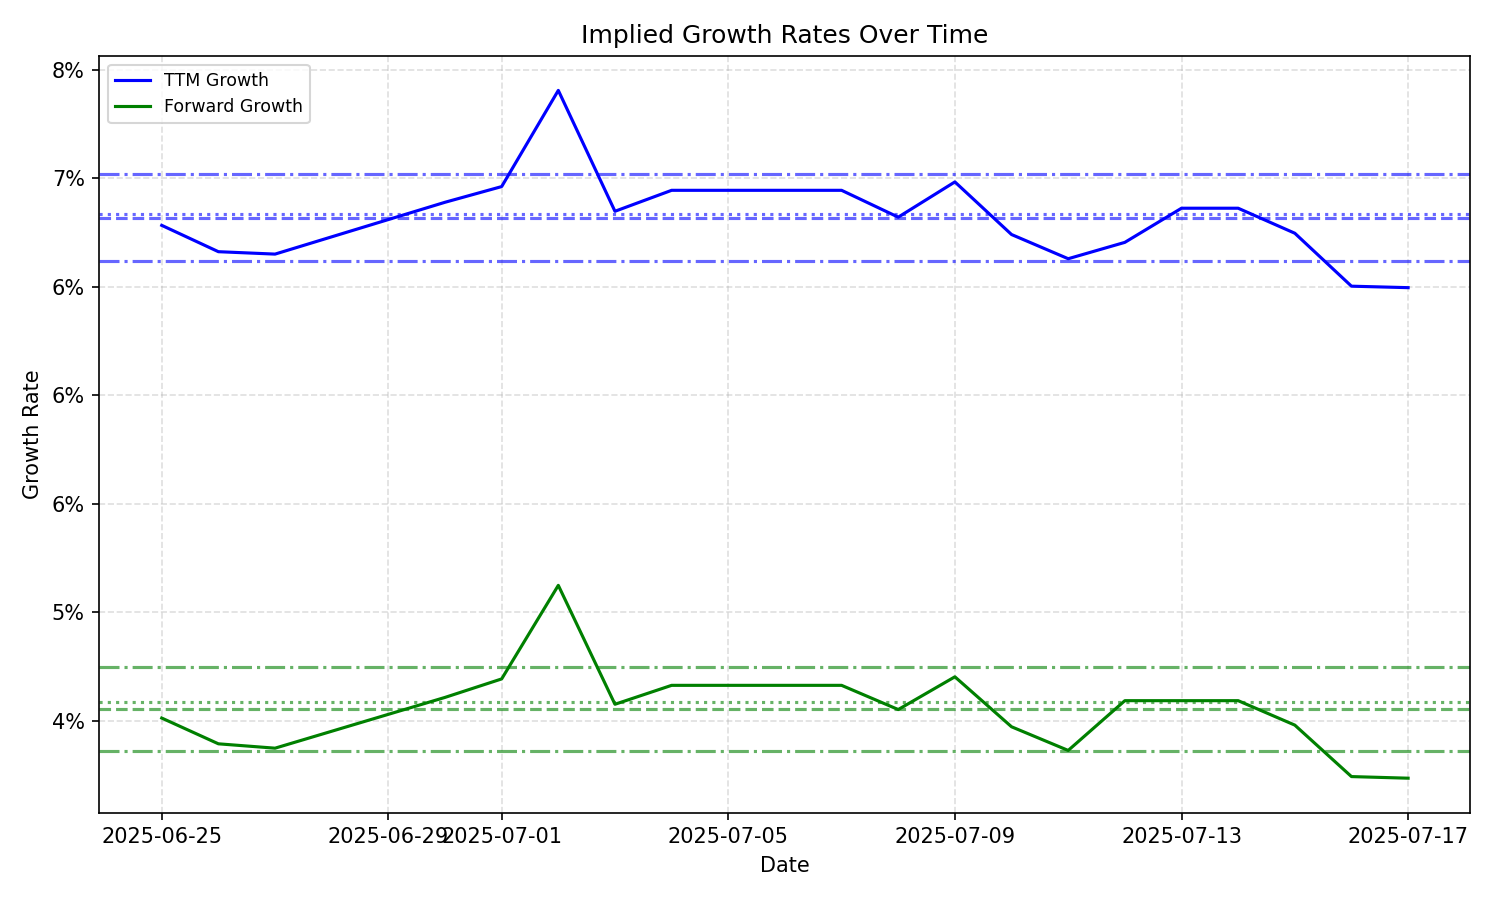 Implied Growth Rates Over Time
TTM Growth
Forward Growth
8%
7%
6%
6%
6%
5%
4%
Growth Rate
2025-06-25
2025-06-29
2025-07-01
2025-07-05
2025-07-09
2025-07-13
2025-07-17
Date